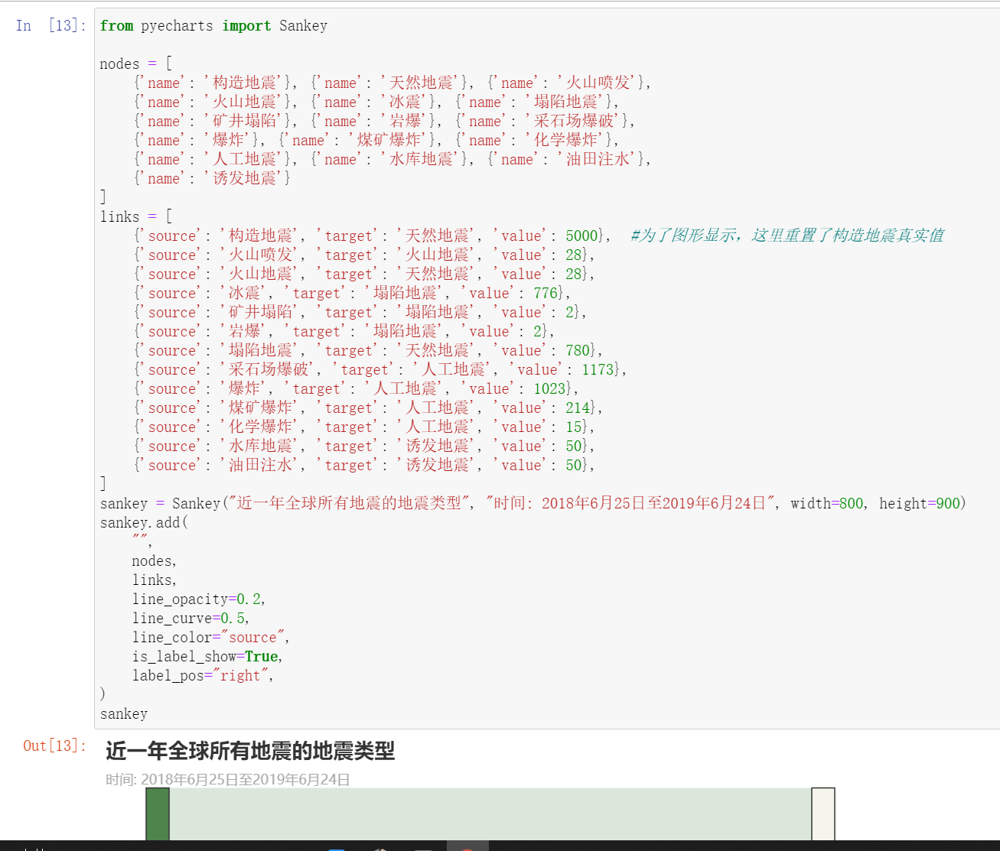 In [13]:
from pyecharts import Sankey
nodes = [
{'name': '构造地震'}, {'name': '天然地震'}, {'name': '火山喷发'},
{'name': '火山地震'}, {'name': '冰震'}, {'name': '塌陷地震'},
{'name': '矿井塌陷'}, {'name': '岩爆'}, {'name': '采石场爆破'},
{'name': '爆炸'}, {'name': '煤矿爆炸'}, {'name': '化学爆炸'},
{'name': '人工地震'}, {'name': '水库地震'}, {'name': '油田注水'},
{'name': '诱发地震'}
]
links = [
{'source': '构造地震', 'target': '天然地震', 'value': 5000},  #为了图形显示，这里重置了构造地震真实值
{'source': '火山喷发', 'target': '火山地震', 'value': 28},
{'source': '火山地震', 'target': '天然地震', 'value': 28},
{'source': '冰震', 'target': '塌陷地震', 'value': 776},
{'source': '矿井塌陷', 'target': '塌陷地震', 'value': 2},
{'source': '岩爆', 'target': '塌陷地震', 'value': 2},
{'source': '塌陷地震', 'target': '天然地震', 'value': 780},
{'source': '采石场爆破', 'target': '人工地震', 'value': 1173},
{'source': '爆炸', 'target': '人工地震', 'value': 1023},
{'source': '煤矿爆炸', 'target': '人工地震', 'value': 214},
{'source': '化学爆炸', 'target': '人工地震', 'value': 15},
{'source': '水库地震', 'target': '诱发地震', 'value': 50},
{'source': '油田注水', 'target': '诱发地震', 'value': 50},
]
sankey = Sankey("近一年全球所有地震的地震类型", "时间: 2018年6月25日至2019年6月24日", width=800, height=900)
sankey.add(
"",
nodes,
links,
line_opacity=0.2,
line_curve=0.5,
line_color="source",
is_label_show=True,
label_pos="right",
)
sankey
Out[13]:
近一年全球所有地震的地震类型
时间: 2018年6月25日至2019年6月24日